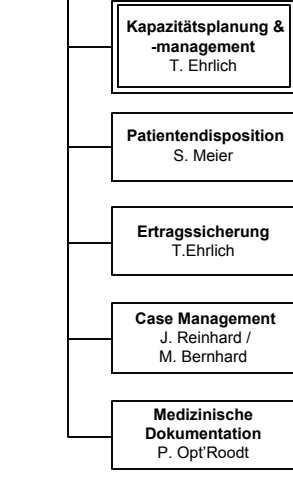 Kapazitätsplanung &
-management
T. Ehrlich
Patientendisposition
S. Meier
Ertragssicherung
T.Ehrlich
Case Management
J. Reinhard /
M. Bernhard
Medizinische
Dokumentation
P. Opt'Roodt